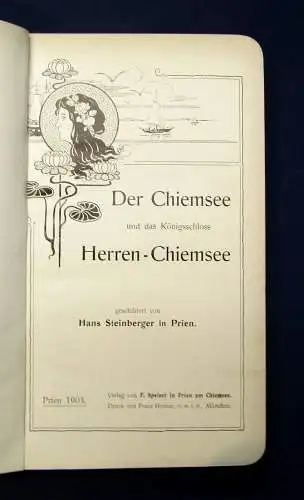 Der Chiemsee
und das Königsschloss
Herren-Chiemsee
geschildert von
Hans Steinberger in Prien.
Prien 1903.
Verlag von F. Speiser in Prien am Chiemsee.
Druck von Franz München.